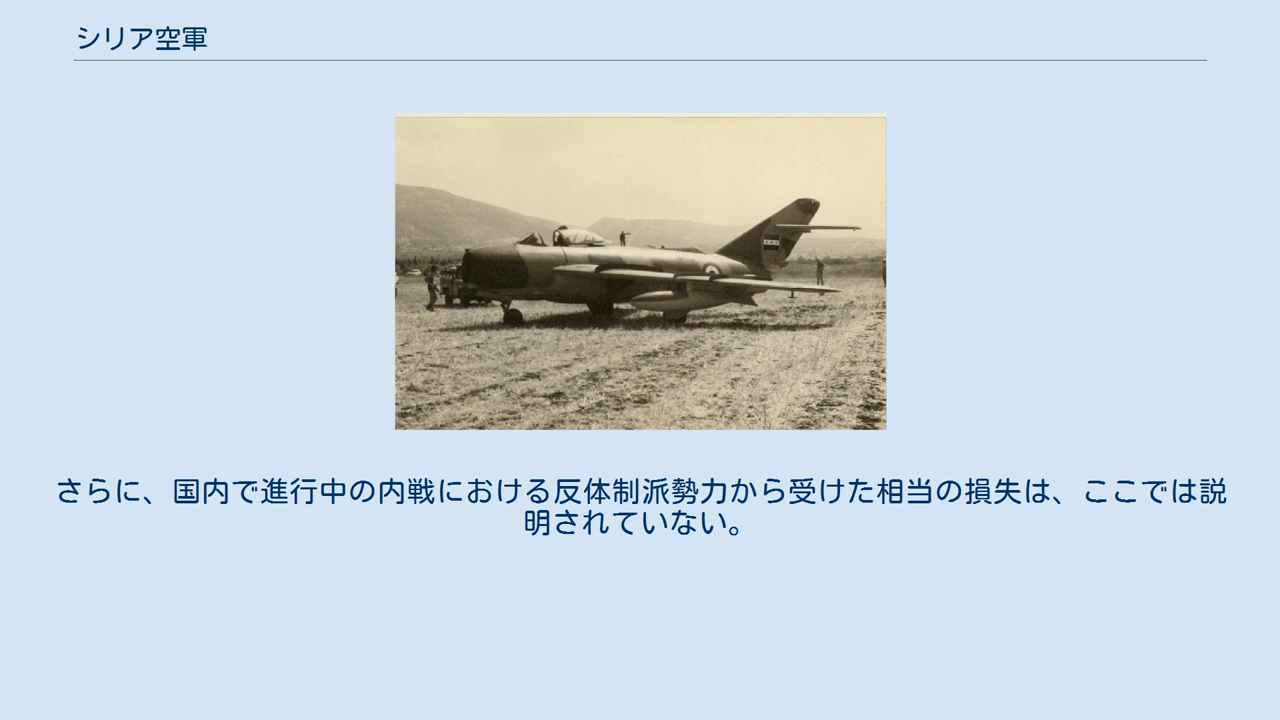 シリア空軍
さらに、国内で進行中の内戦における反体制派勢力から受けた相当の損失は、ここでは説
明されていない。